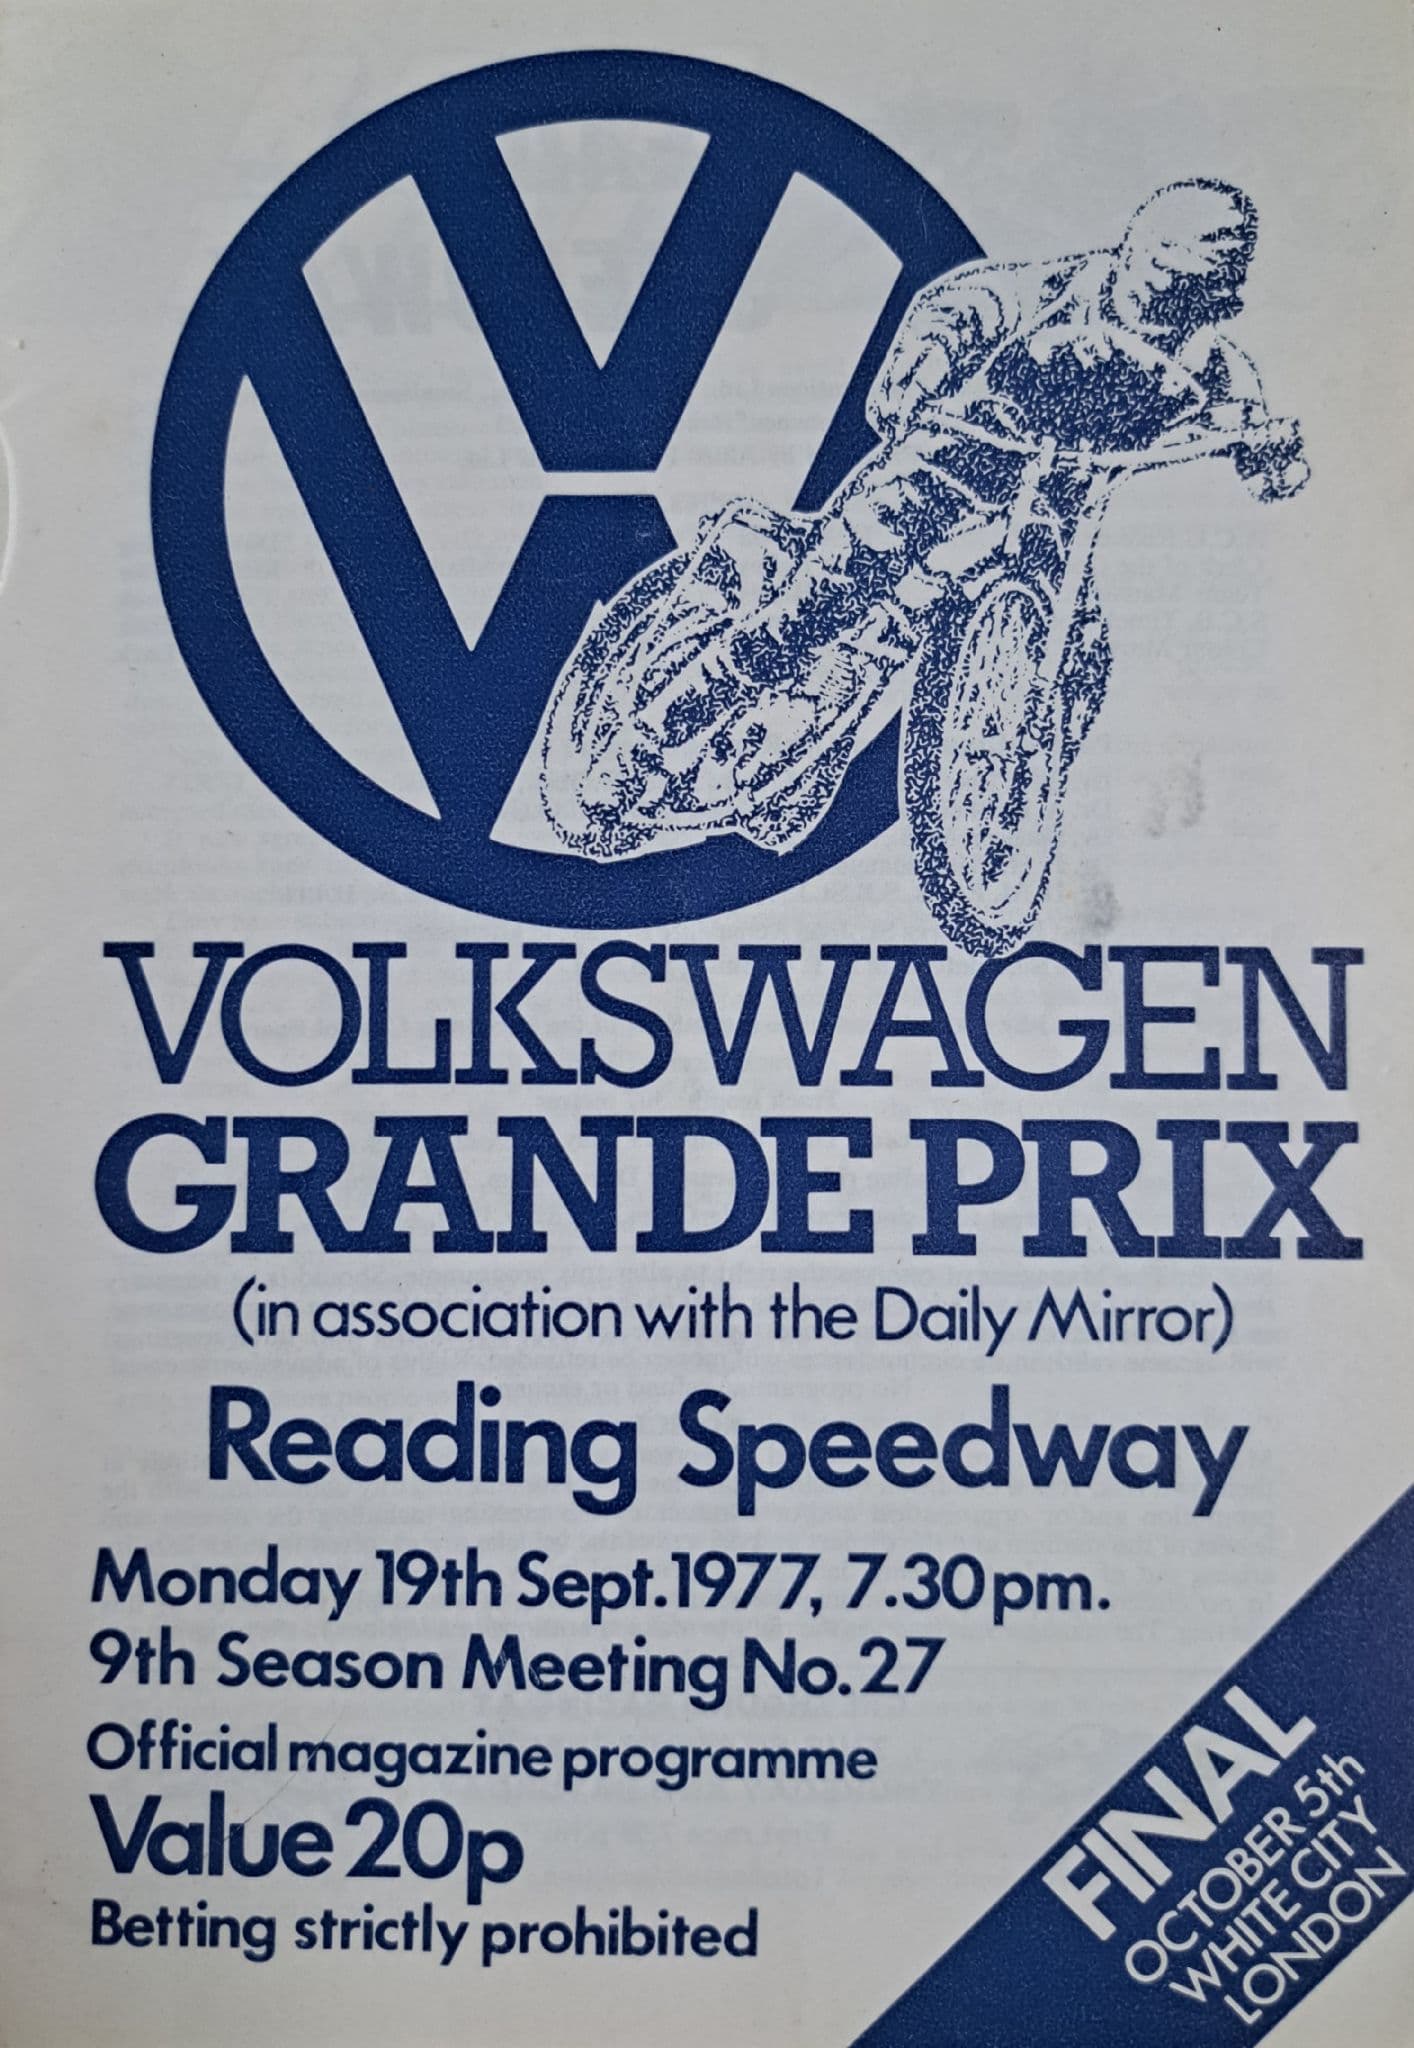 VOLKSWAGEN
GRANDE PRIX
(in association with the Daily Mirror)
Reading Speedway
Monday 19th Sept.1977, 7.30pm.
9th Season Meeting No.27
Official magazine programme
Value 20p
Betting strictly prohibited
FINAL
OCTOBER 5th
WHITE CITY
LONDON